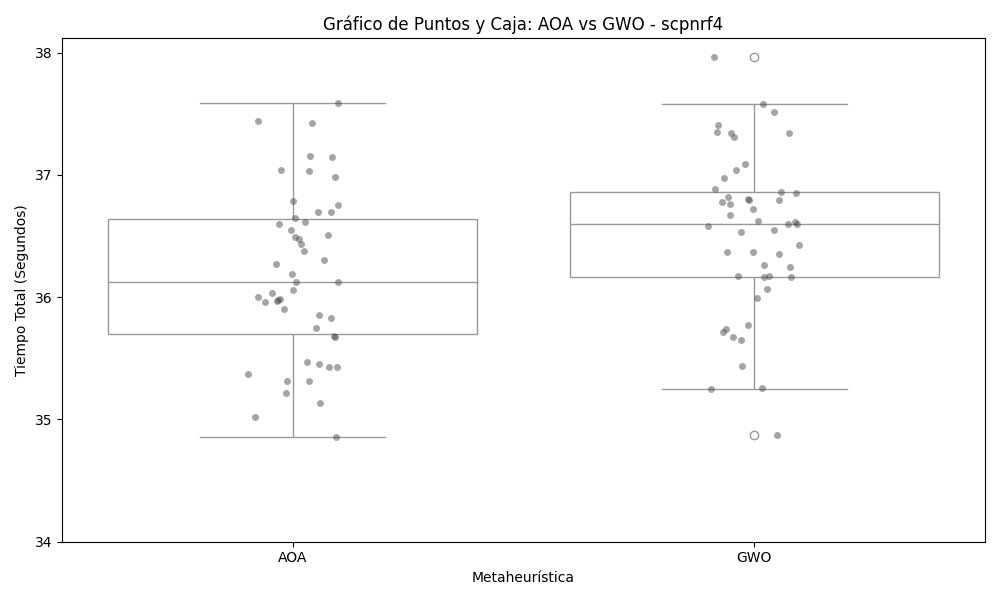 Gráfico de Puntos y Caja: AOA vs GWO - scpnrf4
38
37
36
35
34
Tiempo Total (Segundos)
AOA
GWO
Metaheurística